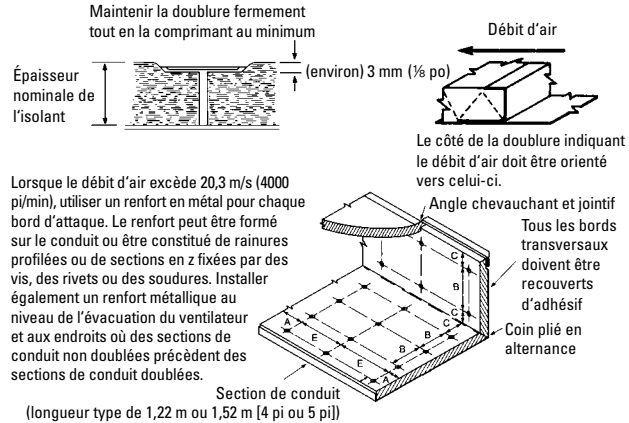 Maintenir la doublure fermement
tout en la comprimant au minimum
Débit d'air
Épaisseur
nominale de
l'isolant
(environ) 3 mm (⅛ po)
Le côté de la doublure indiquant
le débit d'air doit être orienté
vers celui-ci.
Lorsque le débit d'air excède 20,3 m/s (4000
pi/min), utiliser un renfort en métal pour chaque
bord d'attaque. Le renfort peut être formé
sur le conduit ou être constitué de rainures
profilées ou de sections en z fixées par des
vis, des rivets ou des soudures. Installer
également un renfort métallique au
niveau de l'évacuation du ventilateur
et aux endroits où des sections de
conduit non doublées précèdent des
sections de conduit doublées.
Angle chevauchant et jointif
Tous les bords
transversaux
doivent être
recouverts
d'adhésif
Coin plié en
alternance
C
B
C
C
A
E
B
B
E
A
Section de conduit
(longueur type de 1,22 m ou 1,52 m [4 pi ou 5 pi])